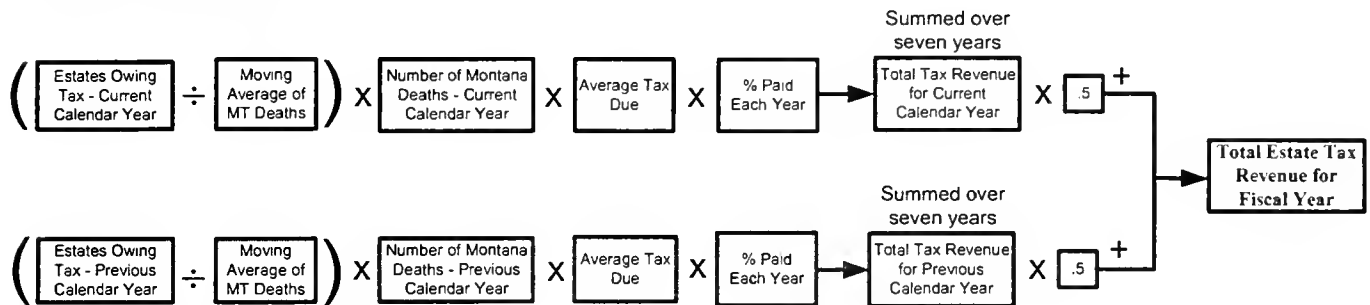 Summed over
seven years
(
Estates Owing
Tax - Current
Calendar Year
÷
Moving
Average of
MT Deaths
)
X
Number of Montana
Deaths - Current
Calendar Year
X
Average Tax
Due
X
% Paid
Each Year
Total Tax Revenue
for Current
Calendar Year
X
.5
+
Total Estate Tax
Revenue for
Fiscal Year
Summed over
seven years
(
Estates Owing
Tax - Previous
Calendar Year
÷
Moving
Average of
MT Deaths
)
X
Number of Montana
Deaths - Previous
Calendar Year
X
Average Tax
Due
X
% Paid
Each Year
Total Tax Revenue
for Previous
Calendar Year
X
.5
+